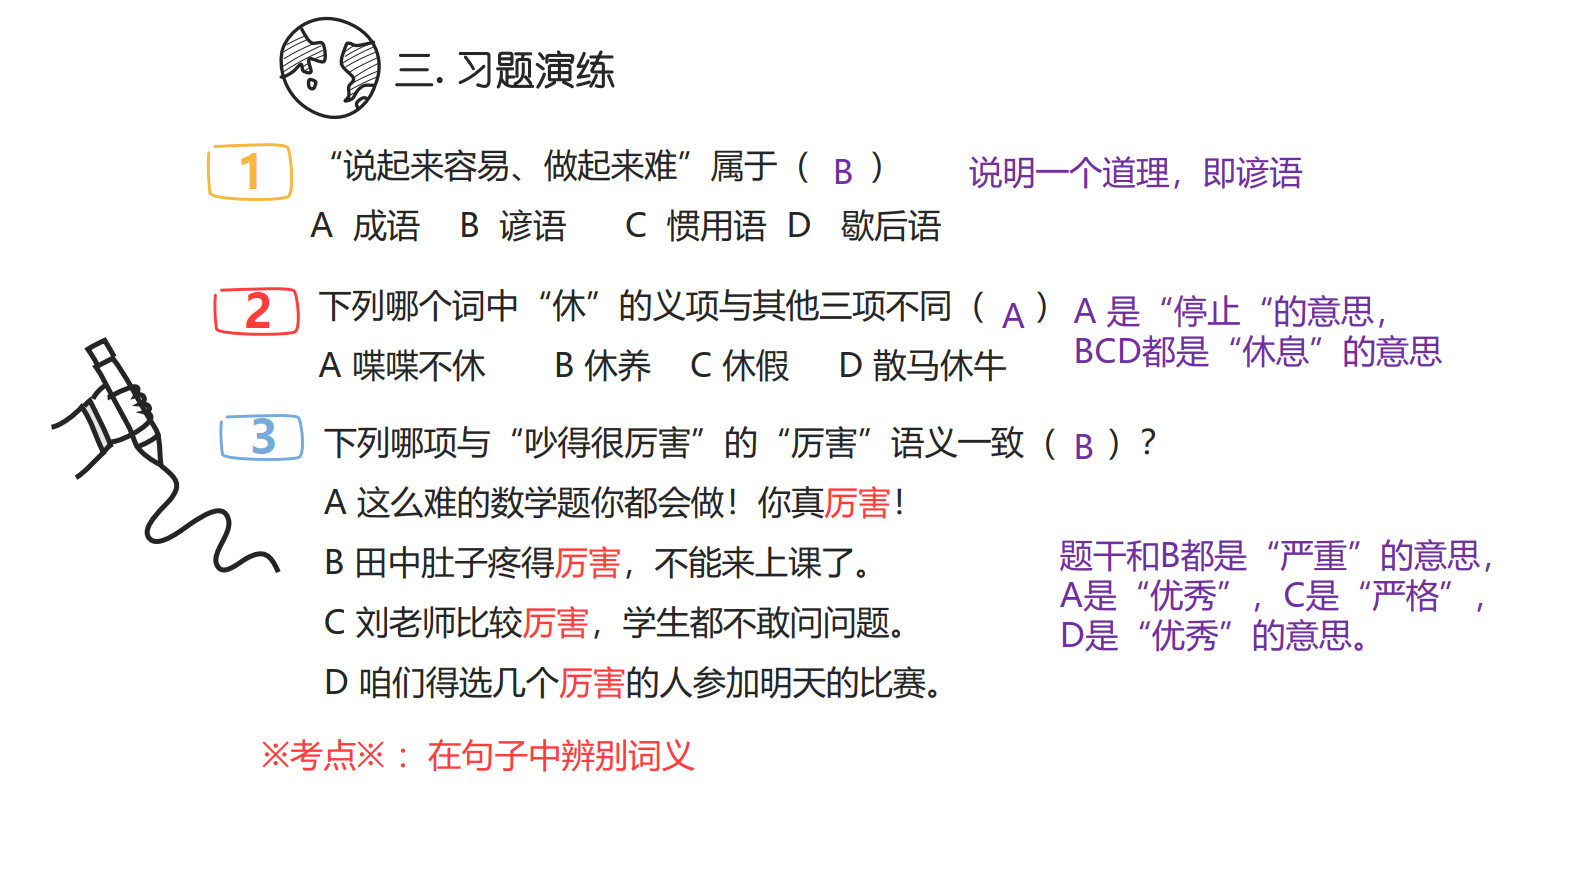 三. 习题演练
1 “说起来容易、做起来难”属于（ B ） 说明一个道理，即谚语
A 成语 B 谚语 C 惯用语 D 歇后语
2 下列哪个词中“休”的义项与其他三项不同（ A ） A 是“停止“的意思，
A 喋喋不休 B 休养 C 休假 D 散马休牛 BCD都是“休息”的意思
3 下列哪项与“吵得很厉害”的“厉害”语义一致（ B ）？
A 这么难的数学题你都会做！你真厉害！
B 田中肚子疼得厉害，不能来上课了。
C 刘老师比较厉害，学生都不敢问问题。
D 咱们得选几个厉害的人参加明天的比赛。
题干和B都是“严重”的意思，
A是“优秀”，C是“严格”，
D是“优秀”的意思。
※考点※：在句子中辨别词义